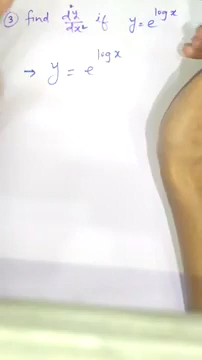 ③ find d²y/dx² if y = e^log x
→ y = e^log x